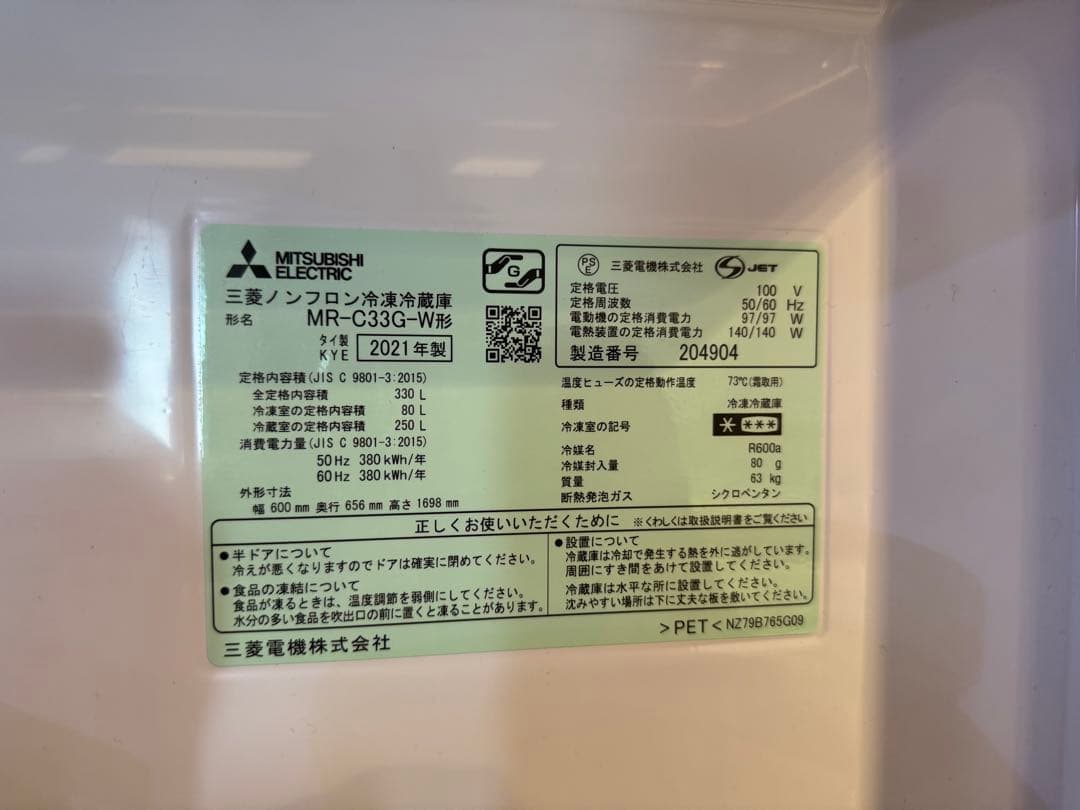 MITSUBISHI
ELECTRIC
三菱ノンフロン冷凍冷蔵庫
形名 MR-C33G-W形
タイ製
KYE 2021年製
G
定格内容積(JIS C 9801-3:2015)
全定格内容積 330 L
冷凍室の定格内容積 80 L
冷蔵室の定格内容積 250 L
消費電力量(JIS C 9801-3:2015)
50Hz 380kWh/年
60Hz 380kWh/年
外形寸法
幅 600 mm 奥行 656 mm 高さ 1698 mm
PS
E 三菱電機株式会社 JET
定格電圧 100 V
定格周波数 50/60 Hz
電動機の定格消費電力 97/97 W
電熱装置の定格消費電力 140/140 W
製造番号 204904
温度ヒューズの定格動作温度 73℃(霜取用)
種類 冷凍冷蔵庫
冷凍室の記号
冷媒名 R600a
冷媒封入量 80 g
質量 63 kg
断熱発泡ガス シクロペンタン
正しくお使いいただくために ※くわしくは取扱説明書をご覧ください
●半ドアについて
冷えが悪くなりますのでドアは確実に閉めてください。
●食品の凍結について
食品が凍るときは、温度調節を弱側にしてください。
水分の多い食品を吹出口の前に置くと凍ることがあります。
●設置について
冷蔵庫は冷却で発生する熱を外に逃がしています。
周囲にすき間をあけて設置してください。
冷蔵庫は水平な所に設置してください。
沈みやすい場所は下に丈夫な板を敷いてください。
三菱電機株式会社
>PET< NZ79B765G09